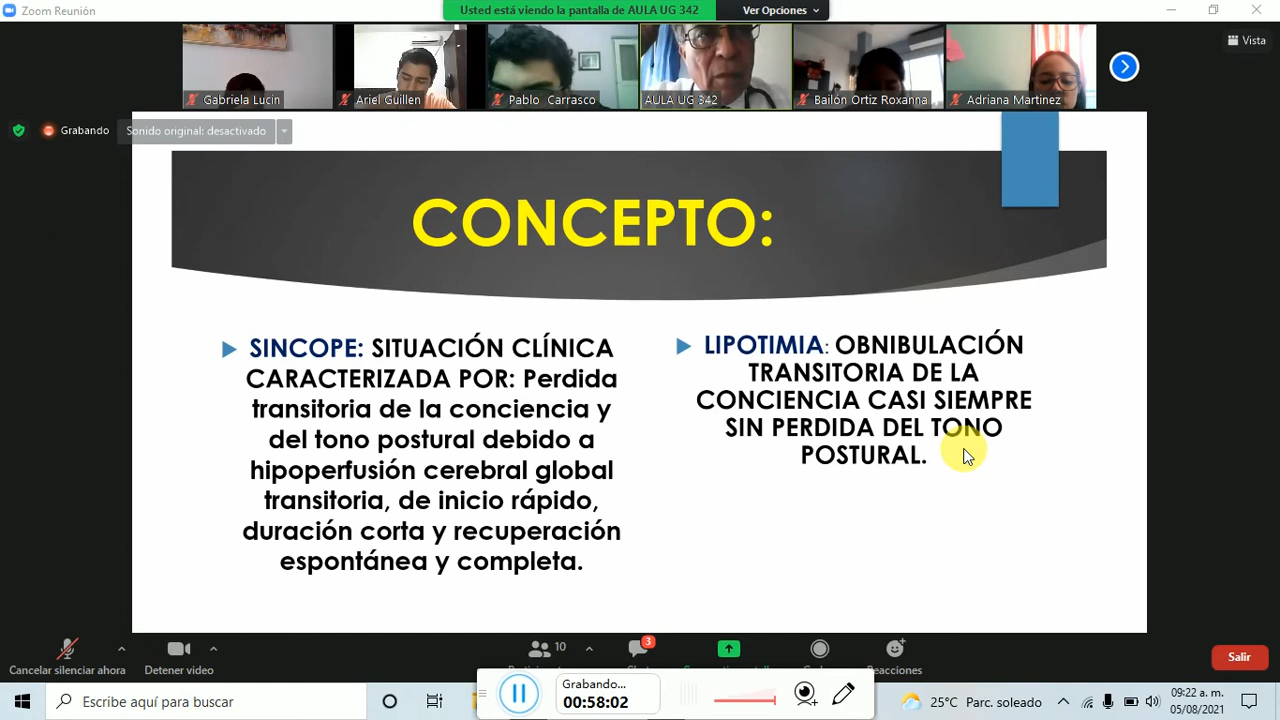 Zoom Reunión
Usted está viendo la pantalla de AULA UG 342
Ver Opciones
Vista
Gabriela Lucin
Ariel Guillen
Pablo Carrasco
AULA UG 342
Bailón Ortiz Roxanna
Adriana Martinez
Grabando
Sonido original: desactivado
CONCEPTO:
SINCOPE: SITUACIÓN CLÍNICA
CARACTERIZADA POR: Perdida
transitoria de la conciencia y
del tono postural debido a
hipoperfusión cerebral global
transitoria, de inicio rápido,
duración corta y recuperación
espontánea y completa.
LIPOTIMIA: OBNIBULACIÓN
TRANSITORIA DE LA
CONCIENCIA CASI SIEMPRE
SIN PERDIDA DEL TONO
POSTURAL.
10
3
Cancelar silenciar ahora
Detener video
Reacciones
Salir
Grabando...
00:58:02
Escribe aquí para buscar
25°C Parc. soleado
09:22 a. m.
05/08/2021